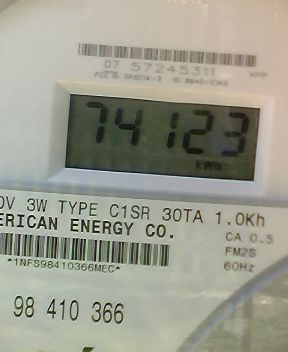 07 57245311
74123
kWh
V 3W TYPE C1SR 30TA 1.0Kh
ERICAN ENERGY CO.
CA 0.5
FM2S
60Hz
*1NFS98410366MEC*
98 410 366